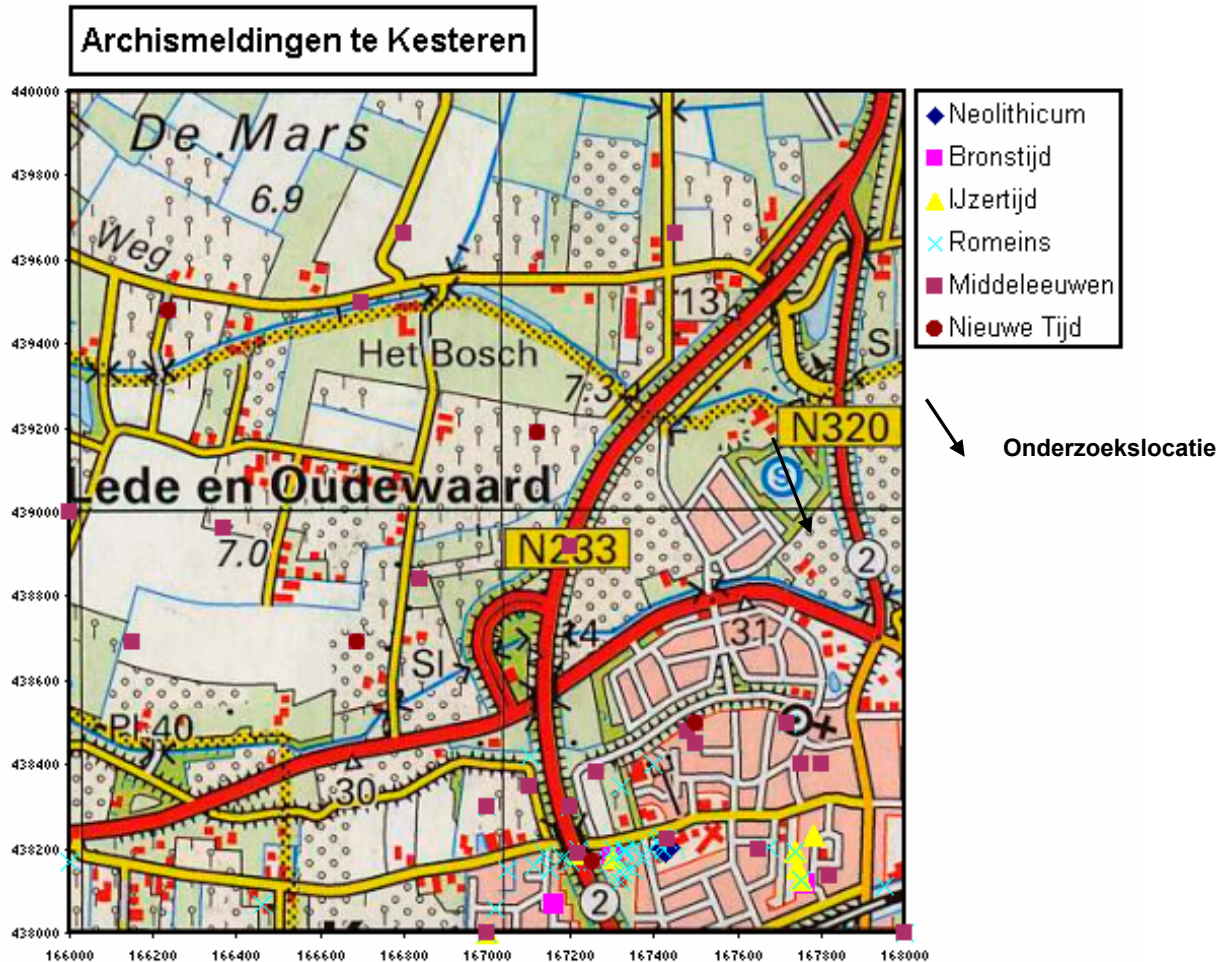 Archismeldingen te Kesteren
440000
439800
439600
439400
439200
439000
438800
438600
438400
438200
438000
166000 166200 166400 166600 166800 167000 167200 167400 167600 167800 168000
De Mars
6.9
Weg
13
Het Bosch
7.3
Sl
N320
S
Lede en Oudewaard
7.0
N233
2
31
14
Sl
Pl 40
30
2
Neolithicum
Bronstijd
IJzertijd
Romeins
Middeleeuwen
Nieuwe Tijd
Onderzoekslocatie